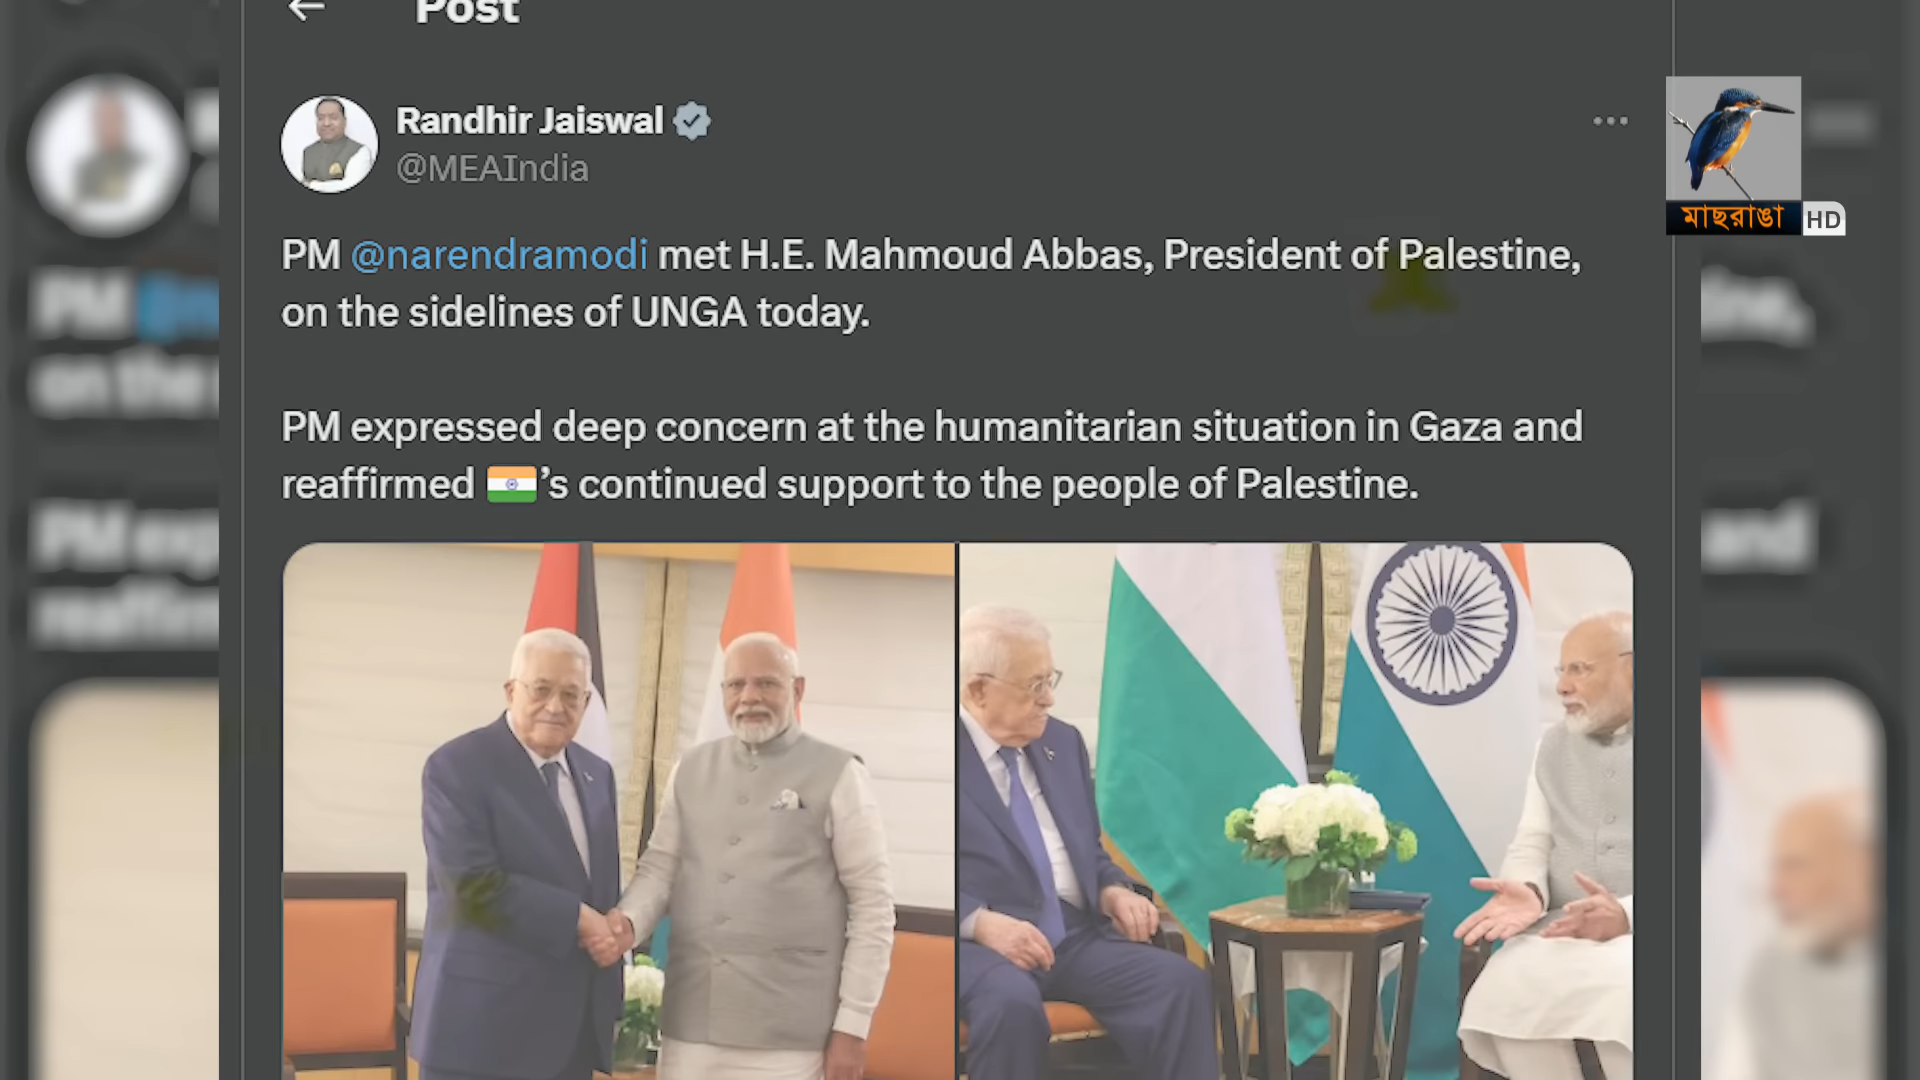 Post
Randhir Jaiswal
@MEAIndia
PM @narendramodi met H.E. Mahmoud Abbas, President of Palestine,
on the sidelines of UNGA today.
PM expressed deep concern at the humanitarian situation in Gaza and
reaffirmed 🇮🇳’s continued support to the people of Palestine.
মাছরাঙা HD